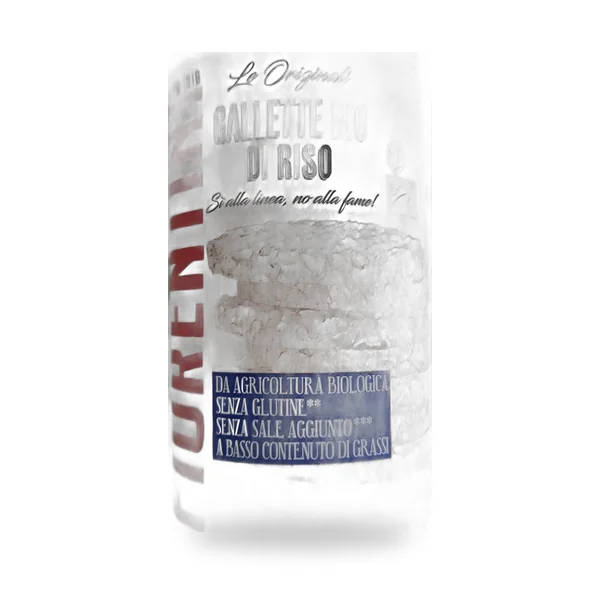 Le Originali
GALLETTE BIO
DI RISO
Sì alla linea, no alla fame!
DA AGRICOLTURA BIOLOGICA
SENZA GLUTINE**
SENZA SALE AGGIUNTO***
A BASSO CONTENUTO DI GRASSI